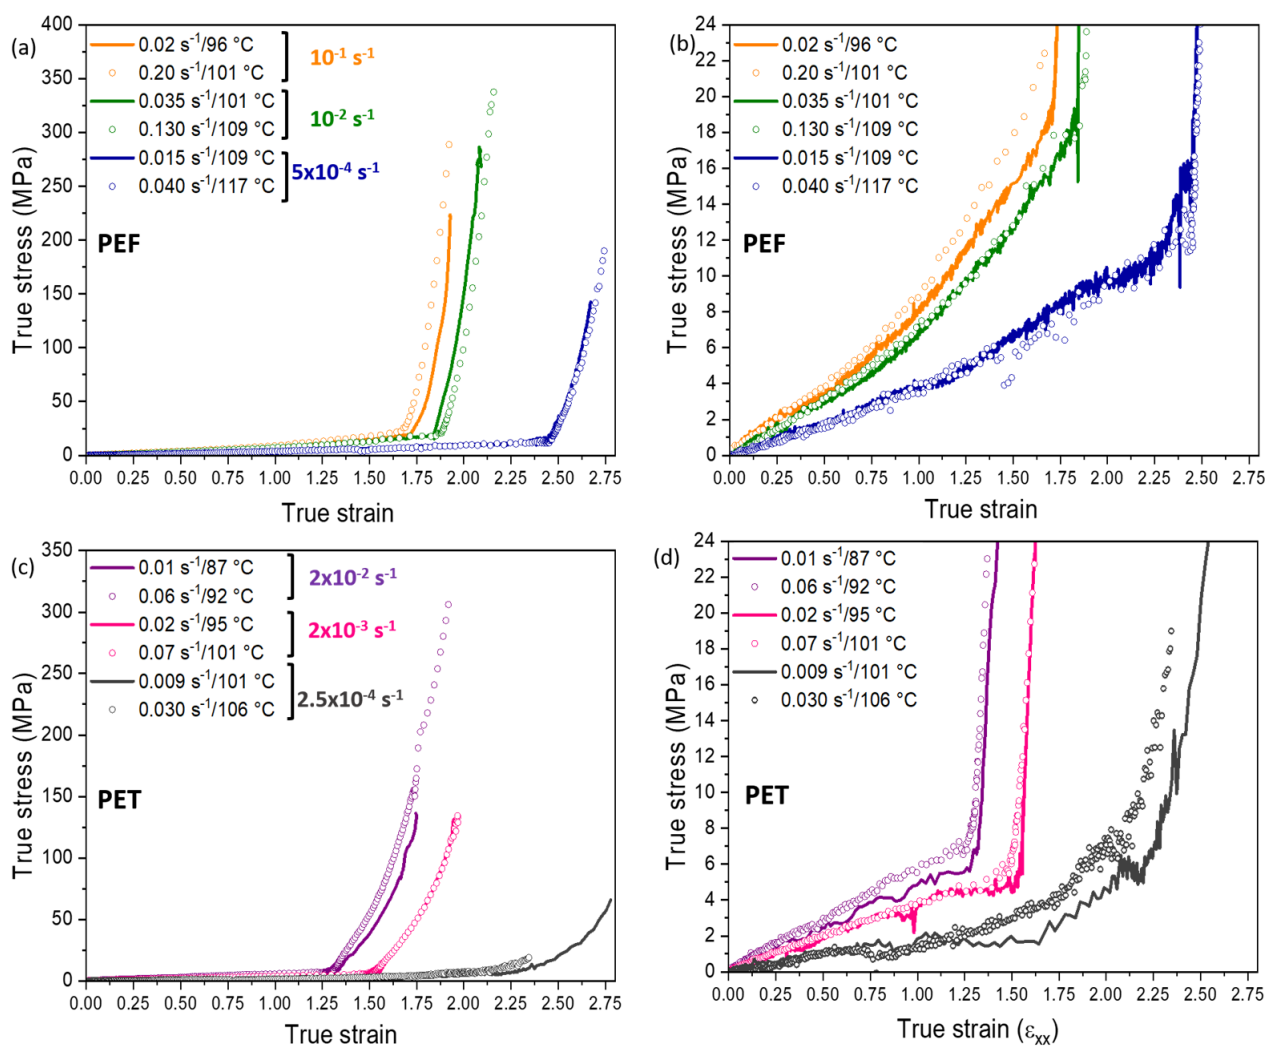 (a)
400
350
300
250
200
150
100
50
0
True stress (MPa)
0.02 s⁻¹/96 °C
0.20 s⁻¹/101 °C
10⁻¹ s⁻¹
0.035 s⁻¹/101 °C
0.130 s⁻¹/109 °C
10⁻² s⁻¹
0.015 s⁻¹/109 °C
0.040 s⁻¹/117 °C
5x10⁻⁴ s⁻¹
PEF
0.00 0.25 0.50 0.75 1.00 1.25 1.50 1.75 2.00 2.25 2.50 2.75
True strain
(b)
24
22
20
18
16
14
12
10
8
6
4
2
0
True stress (MPa)
0.02 s⁻¹/96 °C
0.20 s⁻¹/101 °C
0.035 s⁻¹/101 °C
0.130 s⁻¹/109 °C
0.015 s⁻¹/109 °C
0.040 s⁻¹/117 °C
PEF
0.00 0.25 0.50 0.75 1.00 1.25 1.50 1.75 2.00 2.25 2.50 2.75
True strain
(c)
350
300
250
200
150
100
50
0
True stress (MPa)
0.01 s⁻¹/87 °C
0.06 s⁻¹/92 °C
2x10⁻² s⁻¹
0.02 s⁻¹/95 °C
0.07 s⁻¹/101 °C
2x10⁻³ s⁻¹
0.009 s⁻¹/101 °C
0.030 s⁻¹/106 °C
2.5x10⁻⁴ s⁻¹
PET
0.00 0.25 0.50 0.75 1.00 1.25 1.50 1.75 2.00 2.25 2.50 2.75
True strain
(d)
24
22
20
18
16
14
12
10
8
6
4
2
0
True stress (MPa)
0.01 s⁻¹/87 °C
0.06 s⁻¹/92 °C
0.02 s⁻¹/95 °C
0.07 s⁻¹/101 °C
0.009 s⁻¹/101 °C
0.030 s⁻¹/106 °C
PET
0.00 0.25 0.50 0.75 1.00 1.25 1.50 1.75 2.00 2.25 2.50 2.75
True strain (εxx)